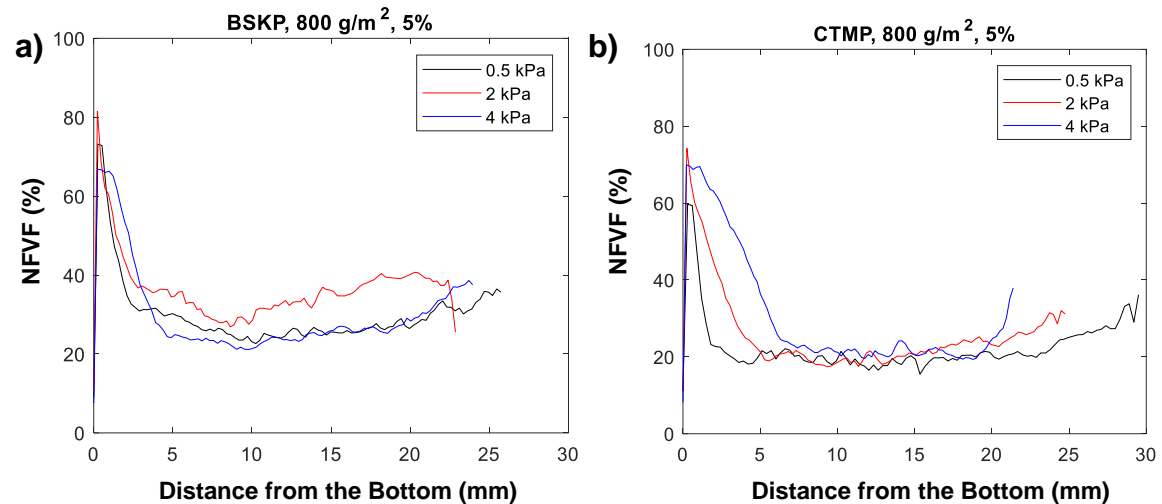 a)
BSKP, 800 g/m², 5%
NFVF (%)
100
80
60
40
20
0
0.5 kPa
2 kPa
4 kPa
0 5 10 15 20 25 30
Distance from the Bottom (mm)
b)
CTMP, 800 g/m², 5%
NFVF (%)
100
80
60
40
20
0
0.5 kPa
2 kPa
4 kPa
0 5 10 15 20 25 30
Distance from the Bottom (mm)